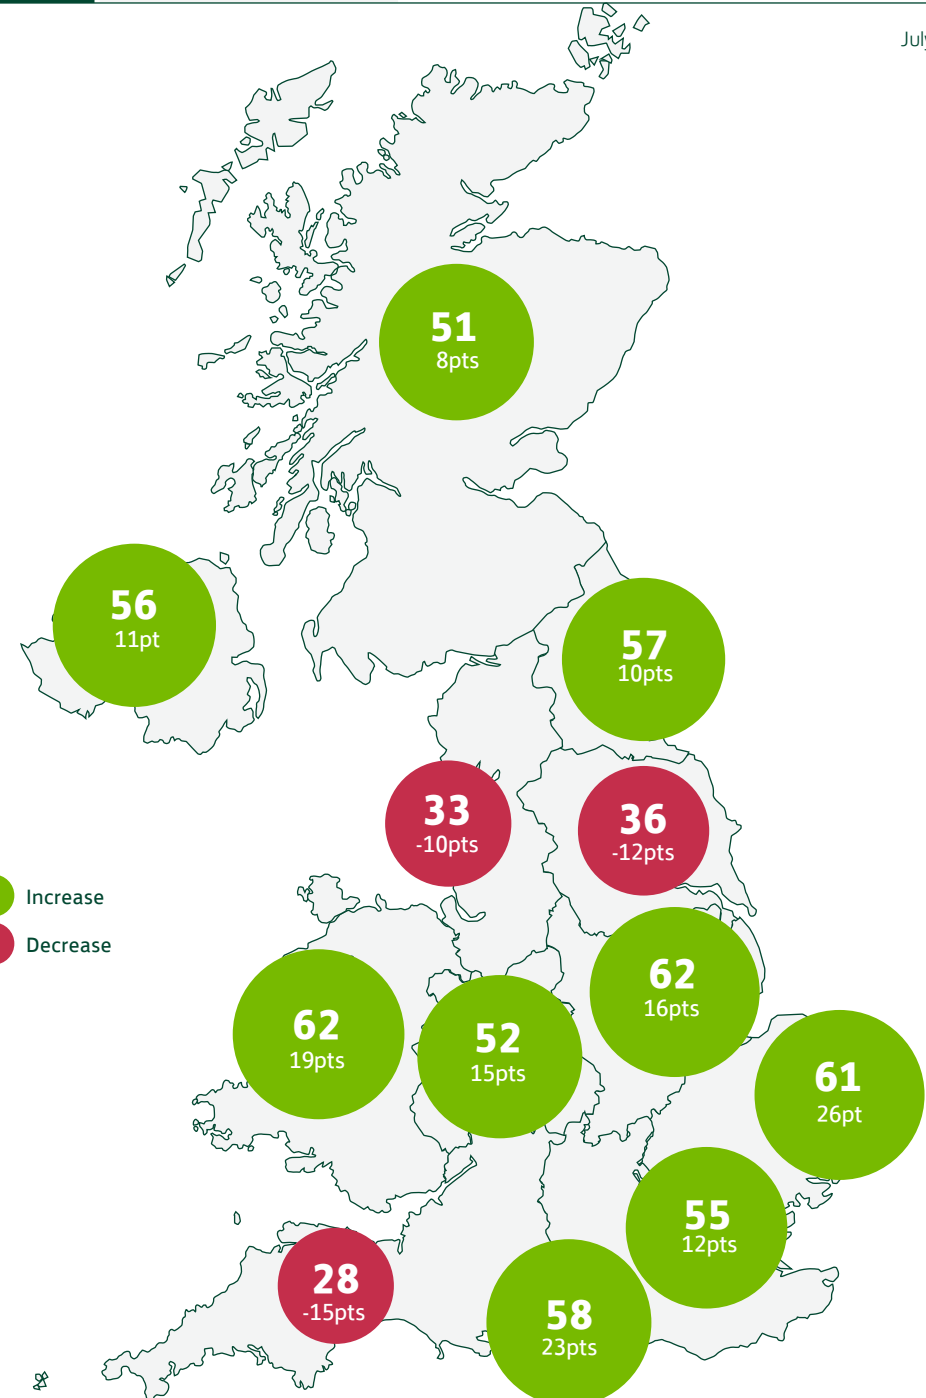 July
51
8pts
56
11pt
57
10pts
33
-10pts
36
-12pts
Increase
Decrease
62
16pts
62
19pts
52
15pts
61
26pt
55
12pts
28
-15pts
58
23pts